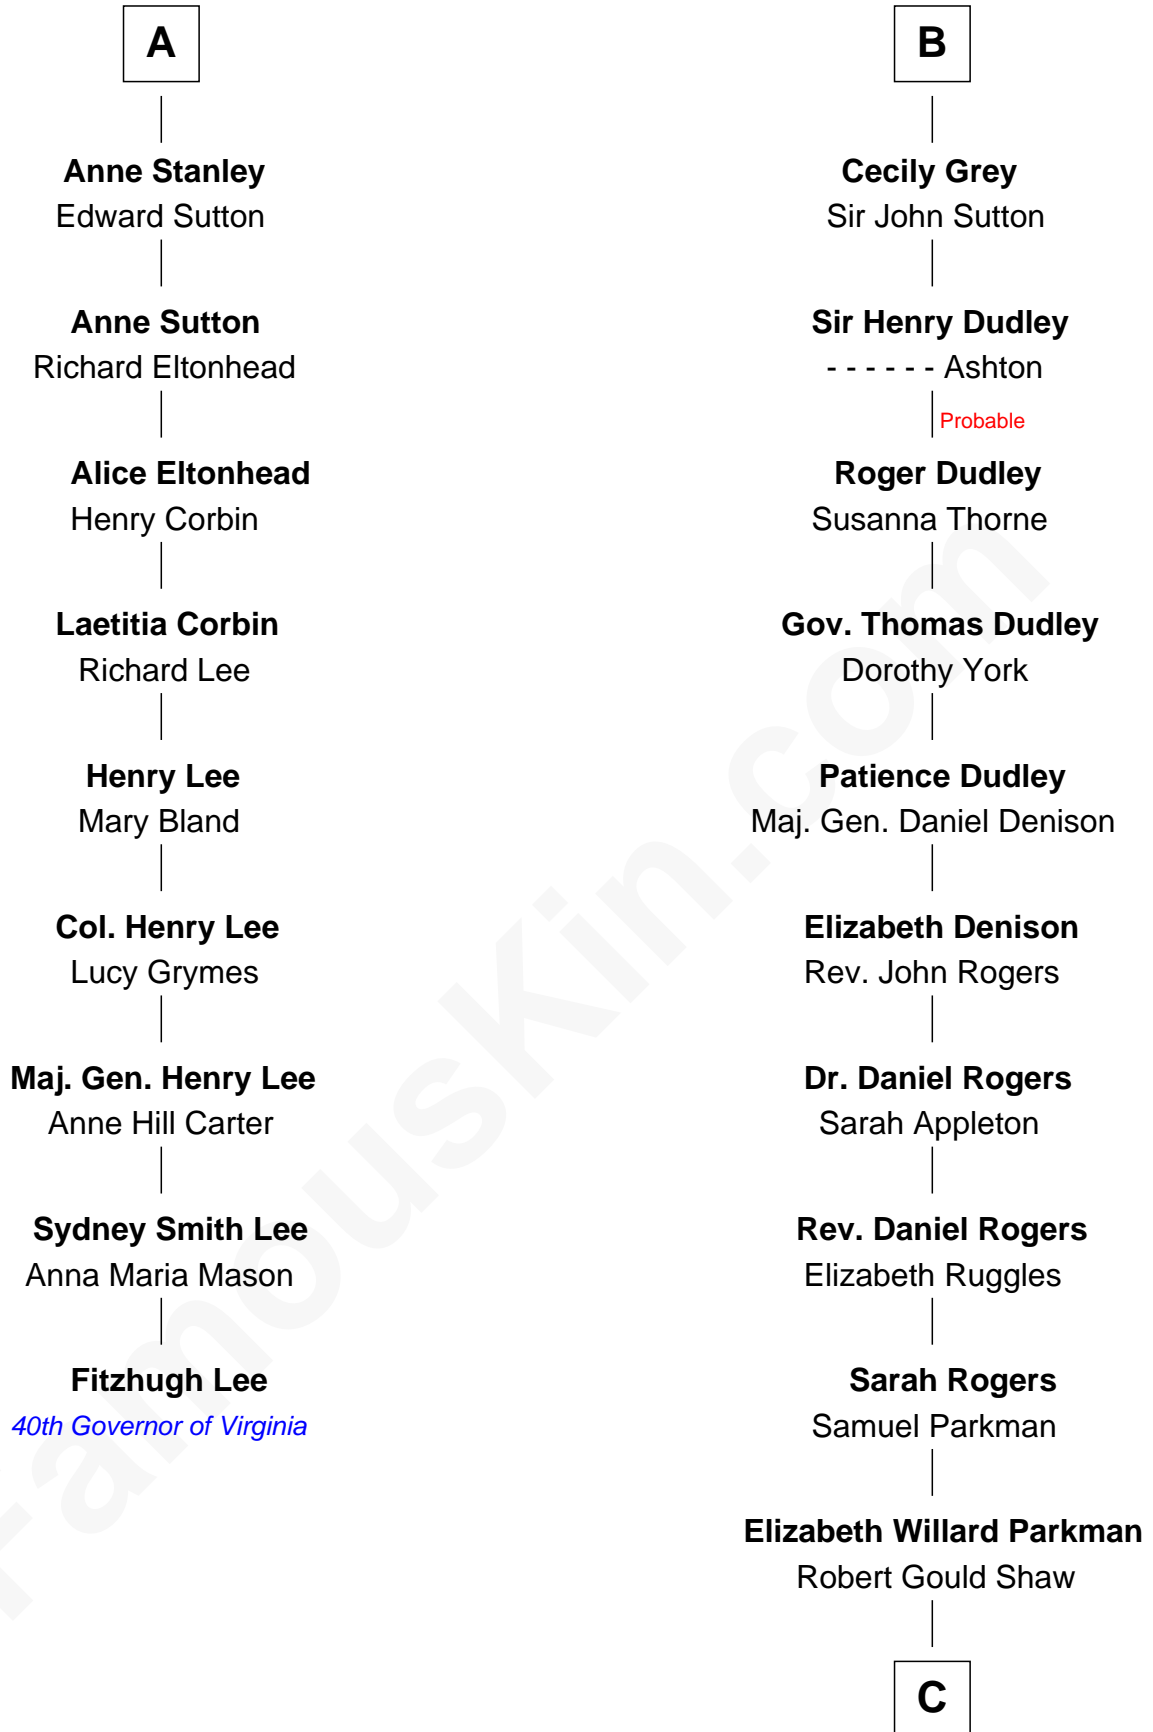 A
Anne Stanley
Edward Sutton
Anne Sutton
Richard Eltonhead
Alice Eltonhead
Henry Corbin
Laetitia Corbin
Richard Lee
Henry Lee
Mary Bland
Col. Henry Lee
Lucy Grymes
Maj. Gen. Henry Lee
Anne Hill Carter
Sydney Smith Lee
Anna Maria Mason
Fitzhugh Lee
40th Governor of Virginia
B
Cecily Grey
Sir John Sutton
Sir Henry Dudley
- - - - - - Ashton
Probable
Roger Dudley
Susanna Thorne
Gov. Thomas Dudley
Dorothy York
Patience Dudley
Maj. Gen. Daniel Denison
Elizabeth Denison
Rev. John Rogers
Dr. Daniel Rogers
Sarah Appleton
Rev. Daniel Rogers
Elizabeth Ruggles
Sarah Rogers
Samuel Parkman
Elizabeth Willard Parkman
Robert Gould Shaw
C
FamousKin.com